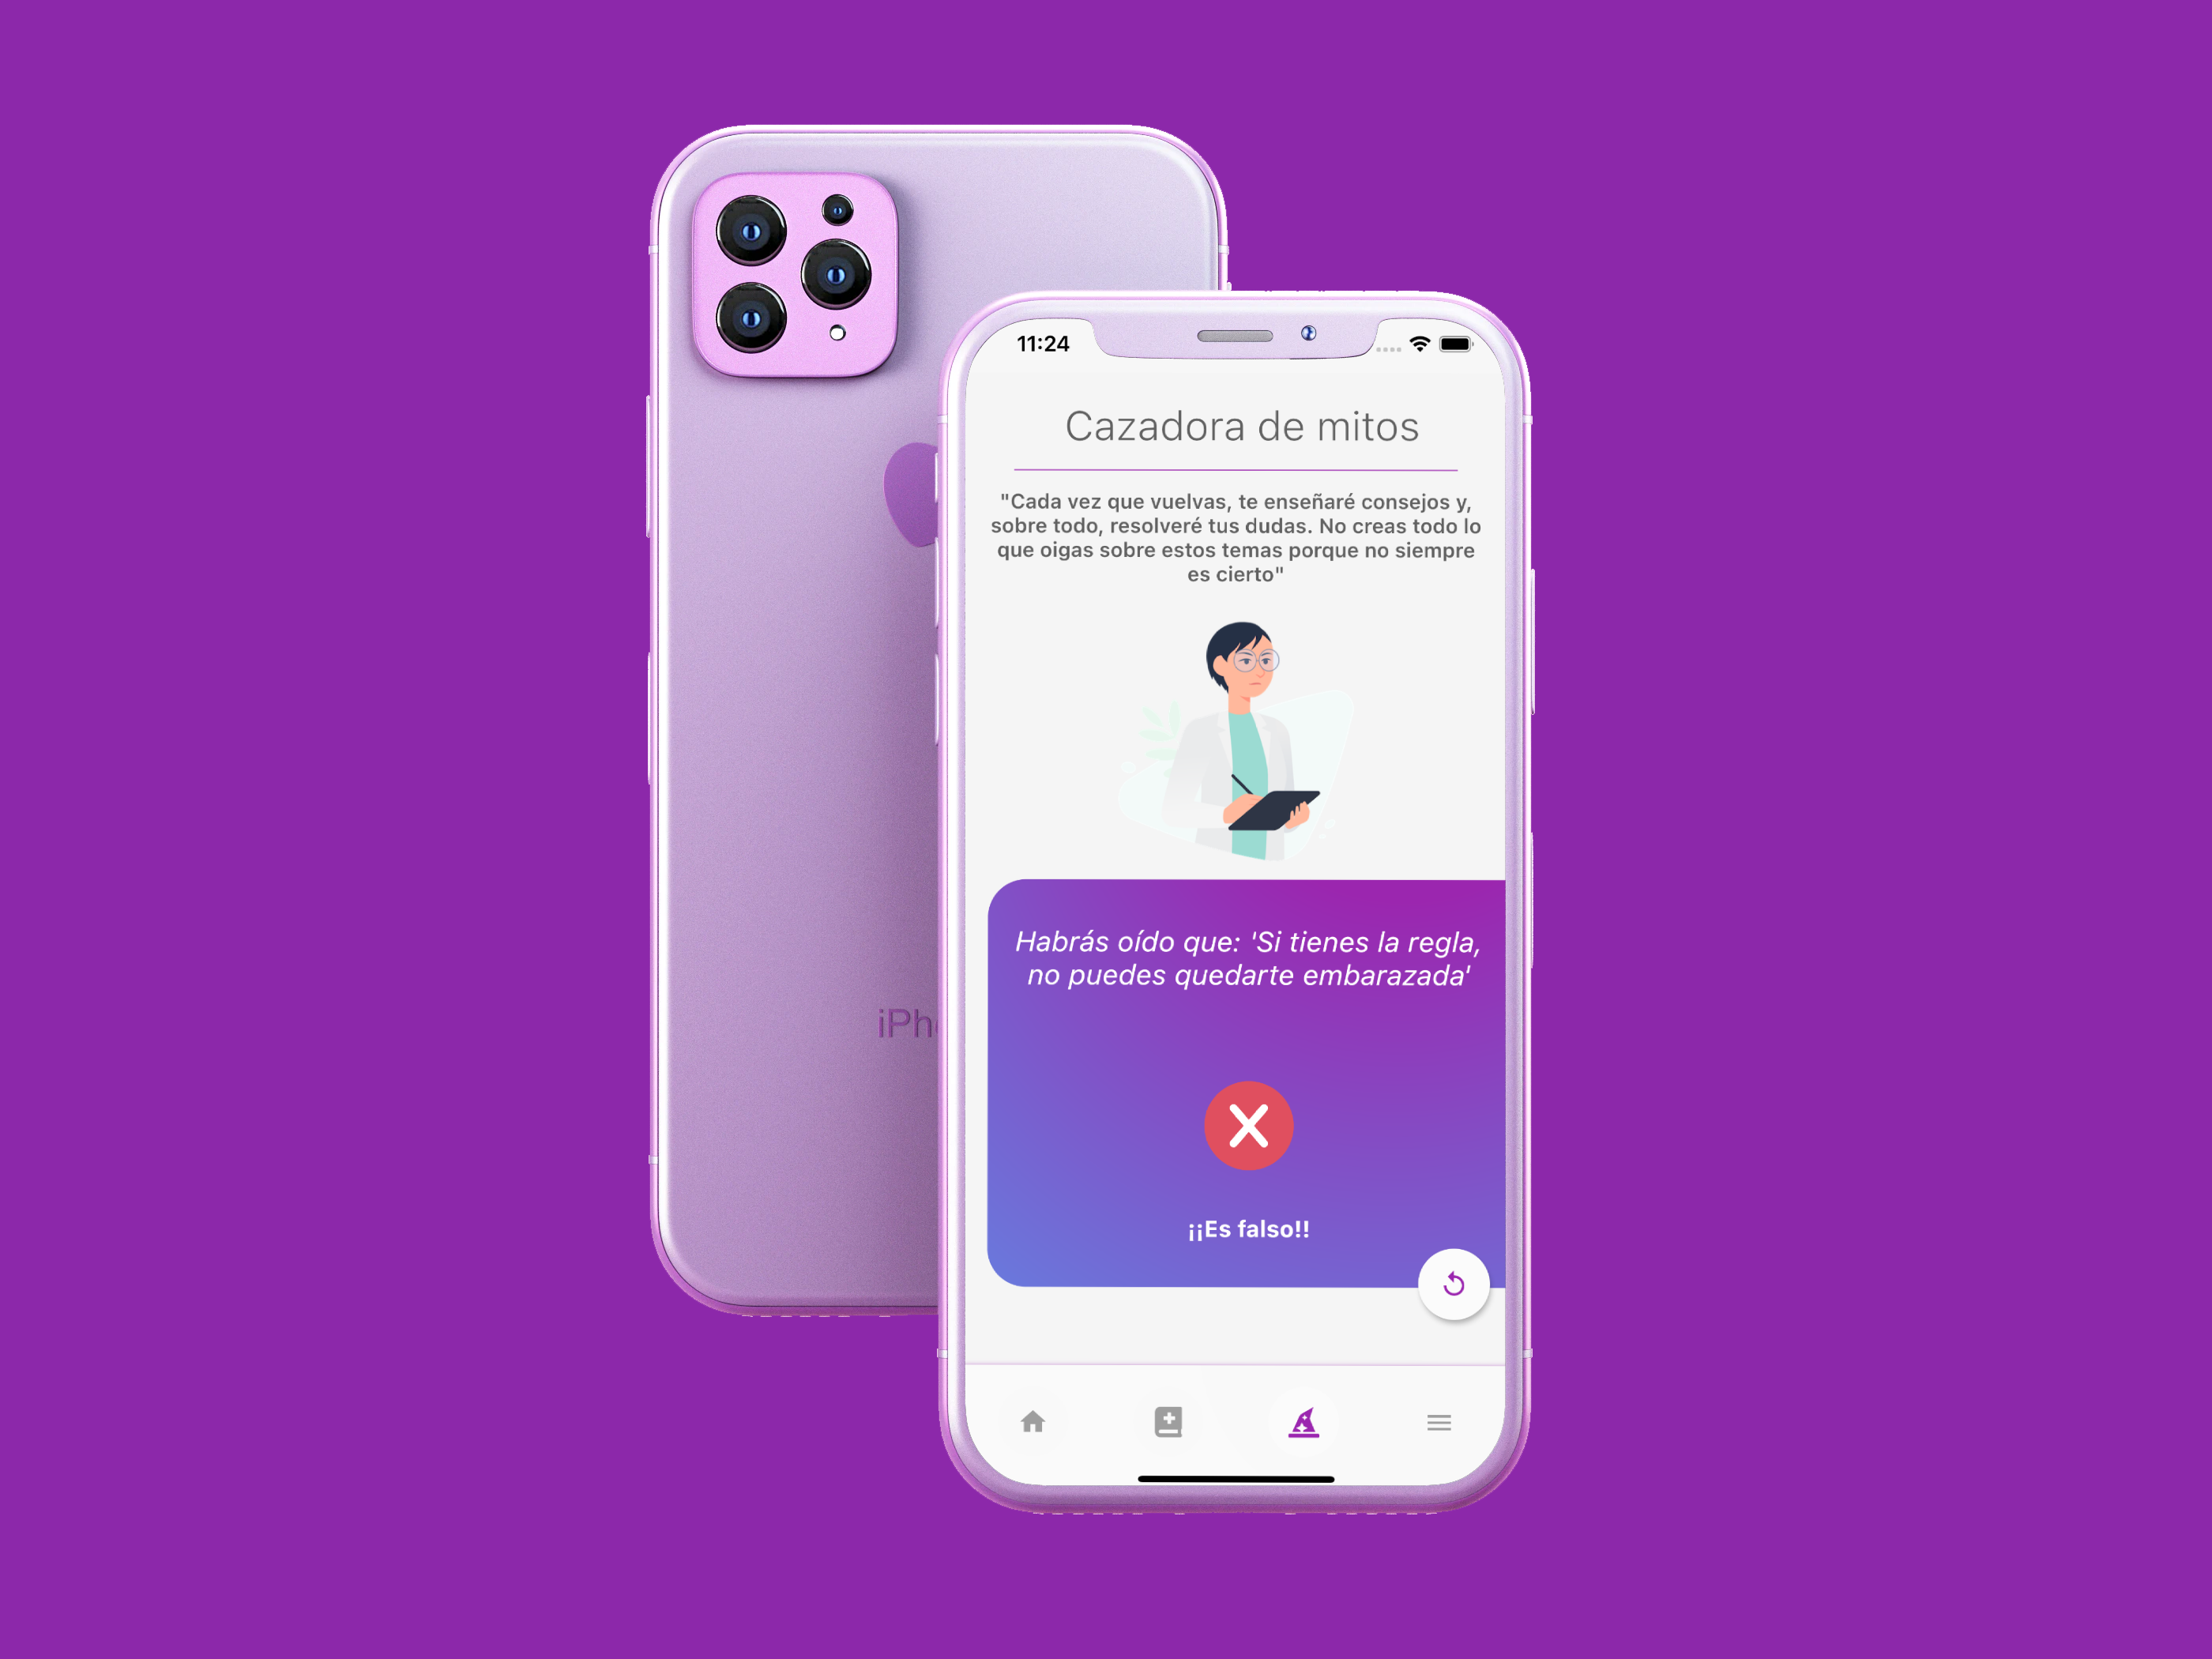 11:24
Cazadora de mitos
"Cada vez que vuelvas, te enseñaré consejos y,
sobre todo, resolveré tus dudas. No creas todo lo
que oigas sobre estos temas porque no siempre
es cierto"
Habrás oído que: 'Si tienes la regla,
no puedes quedarte embarazada'
¡¡Es falso!!